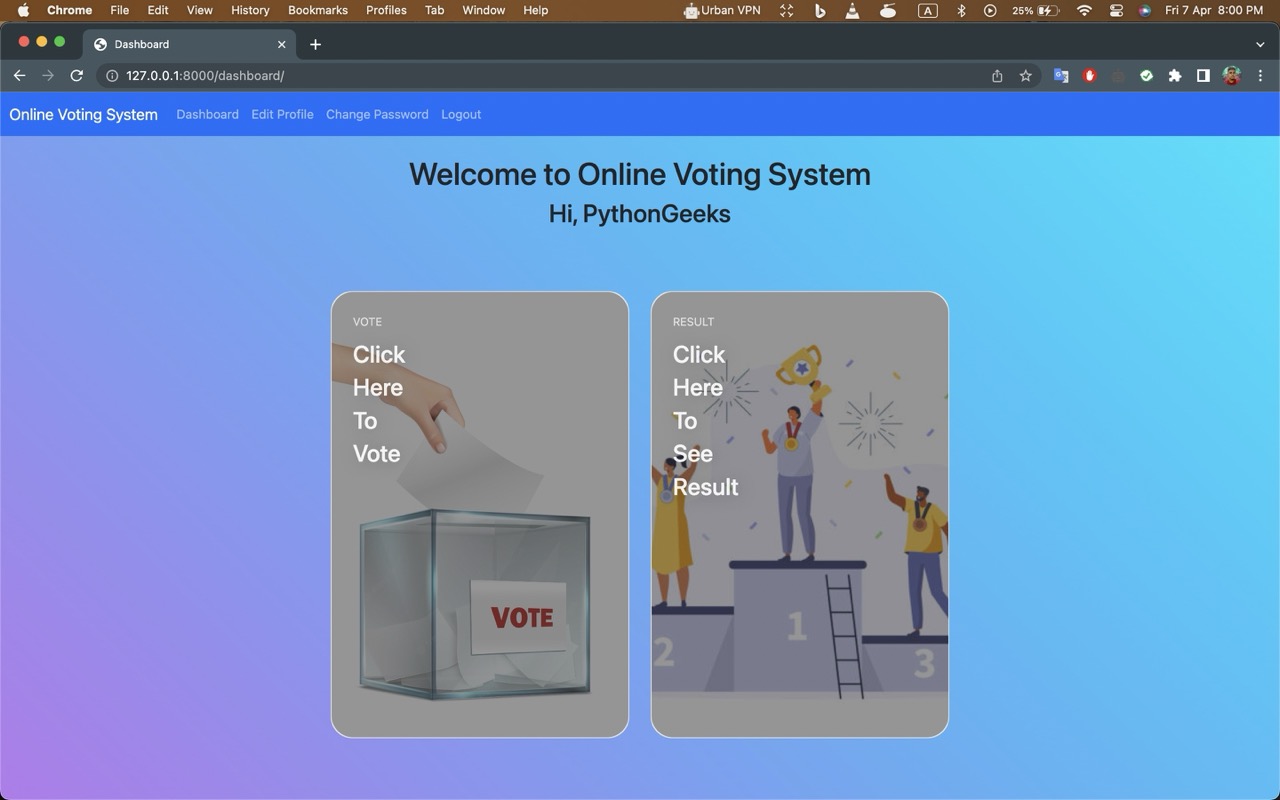 Chrome File Edit View History Bookmarks Profiles Tab Window Help Urban VPN A 25% Fri 7 Apr 8:00 PM
Dashboard
127.0.0.1:8000/dashboard/
Online Voting System Dashboard Edit Profile Change Password Logout
Welcome to Online Voting System
Hi, PythonGeeks
VOTE
Click
Here
To
Vote
VOTE
RESULT
Click
Here
To
See
Result
1
2
3